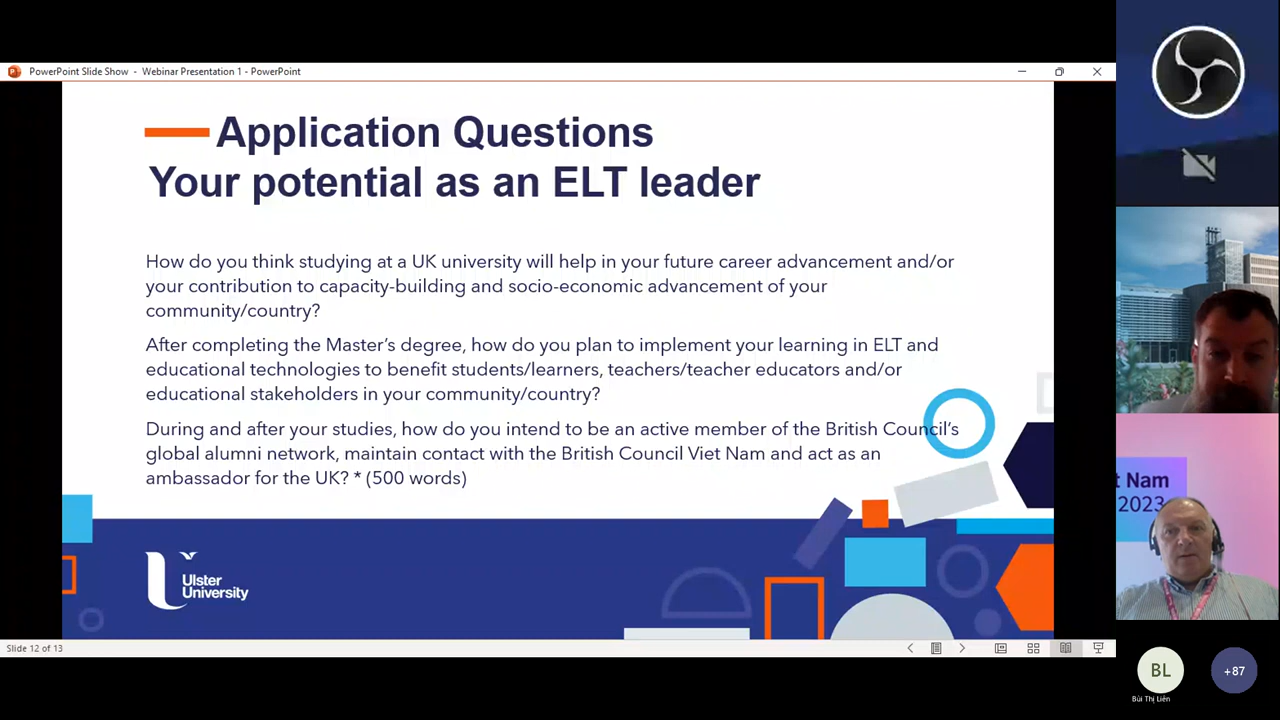 PowerPoint Slide Show - Webinar Presentation 1 - PowerPoint
Application Questions
Your potential as an ELT leader
How do you think studying at a UK university will help in your future career advancement and/or
your contribution to capacity-building and socio-economic advancement of your
community/country?
After completing the Master's degree, how do you plan to implement your learning in ELT and
educational technologies to benefit students/learners, teachers/teacher educators and/or
educational stakeholders in your community/country?
During and after your studies, how do you intend to be an active member of the British Council's
global alumni network, maintain contact with the British Council Viet Nam and act as an
ambassador for the UK? * (500 words)
Ulster
University
Slide 12 of 13
t Nam
2023
BL
+87
Bùi Thị Liên